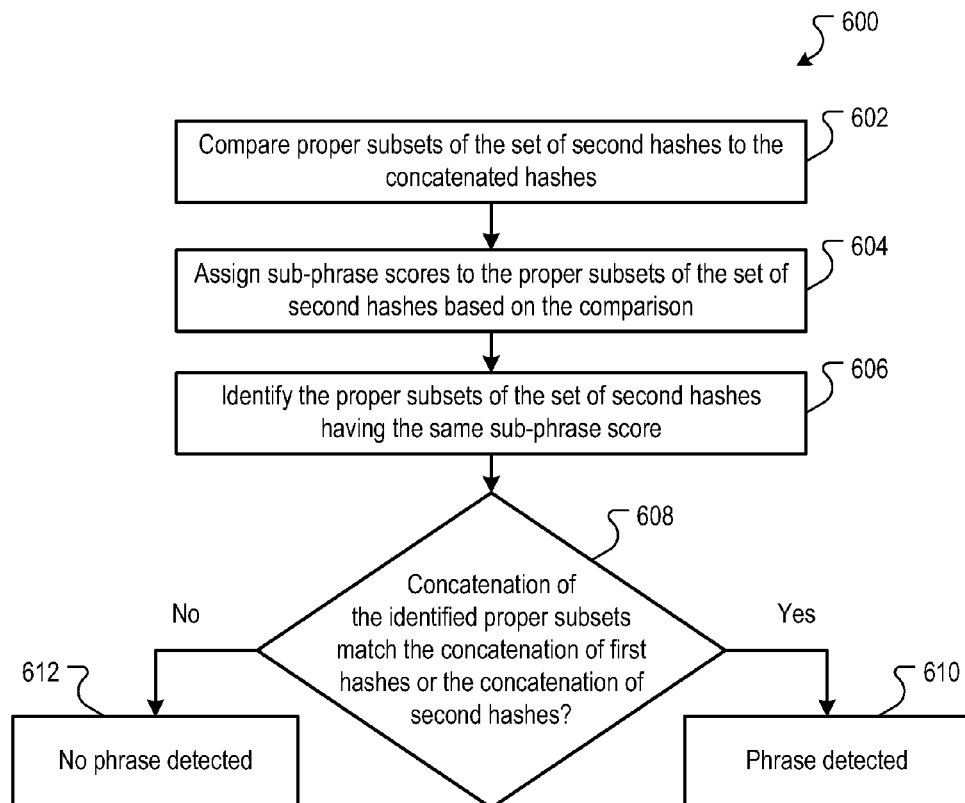 600
602
Compare proper subsets of the set of second hashes to the
concatenated hashes
604
Assign sub-phrase scores to the proper subsets of the set of
second hashes based on the comparison
606
Identify the proper subsets of the set of second hashes
having the same sub-phrase score
608
Concatenation of
the identified proper subsets
match the concatenation of first
hashes or the concatenation of
second hashes?
No
Yes
612
610
No phrase detected
Phrase detected